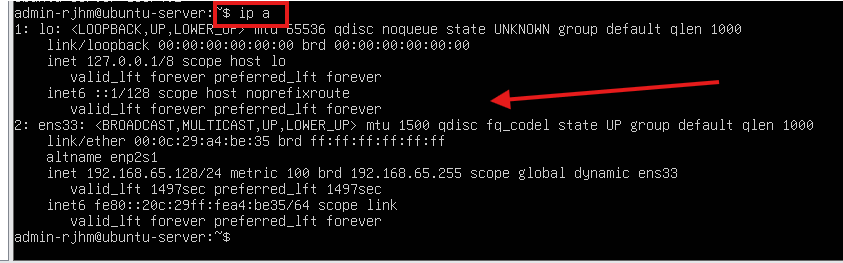 admin-rjhm@ubuntu-server:~$ ip a
1: lo: <LOOPBACK,UP,LOWER_UP> mtu 65536 qdisc noqueue state UNKNOWN group default qlen 1000
link/loopback 00:00:00:00:00:00 brd 00:00:00:00:00:00
inet 127.0.0.1/8 scope host lo
valid_lft forever preferred_lft forever
inet6 ::1/128 scope host noprefixroute
valid_lft forever preferred_lft forever
2: ens33: <BROADCAST,MULTICAST,UP,LOWER_UP> mtu 1500 qdisc fq_codel state UP group default qlen 1000
link/ether 00:0c:29:a4:be:35 brd ff:ff:ff:ff:ff:ff
altname enp2s1
inet 192.168.65.128/24 metric 100 brd 192.168.65.255 scope global dynamic ens33
valid_lft 1497sec preferred_lft 1497sec
inet6 fe80::20c:29ff:fea4:be35/64 scope link
valid_lft forever preferred_lft forever
admin-rjhm@ubuntu-server:~$